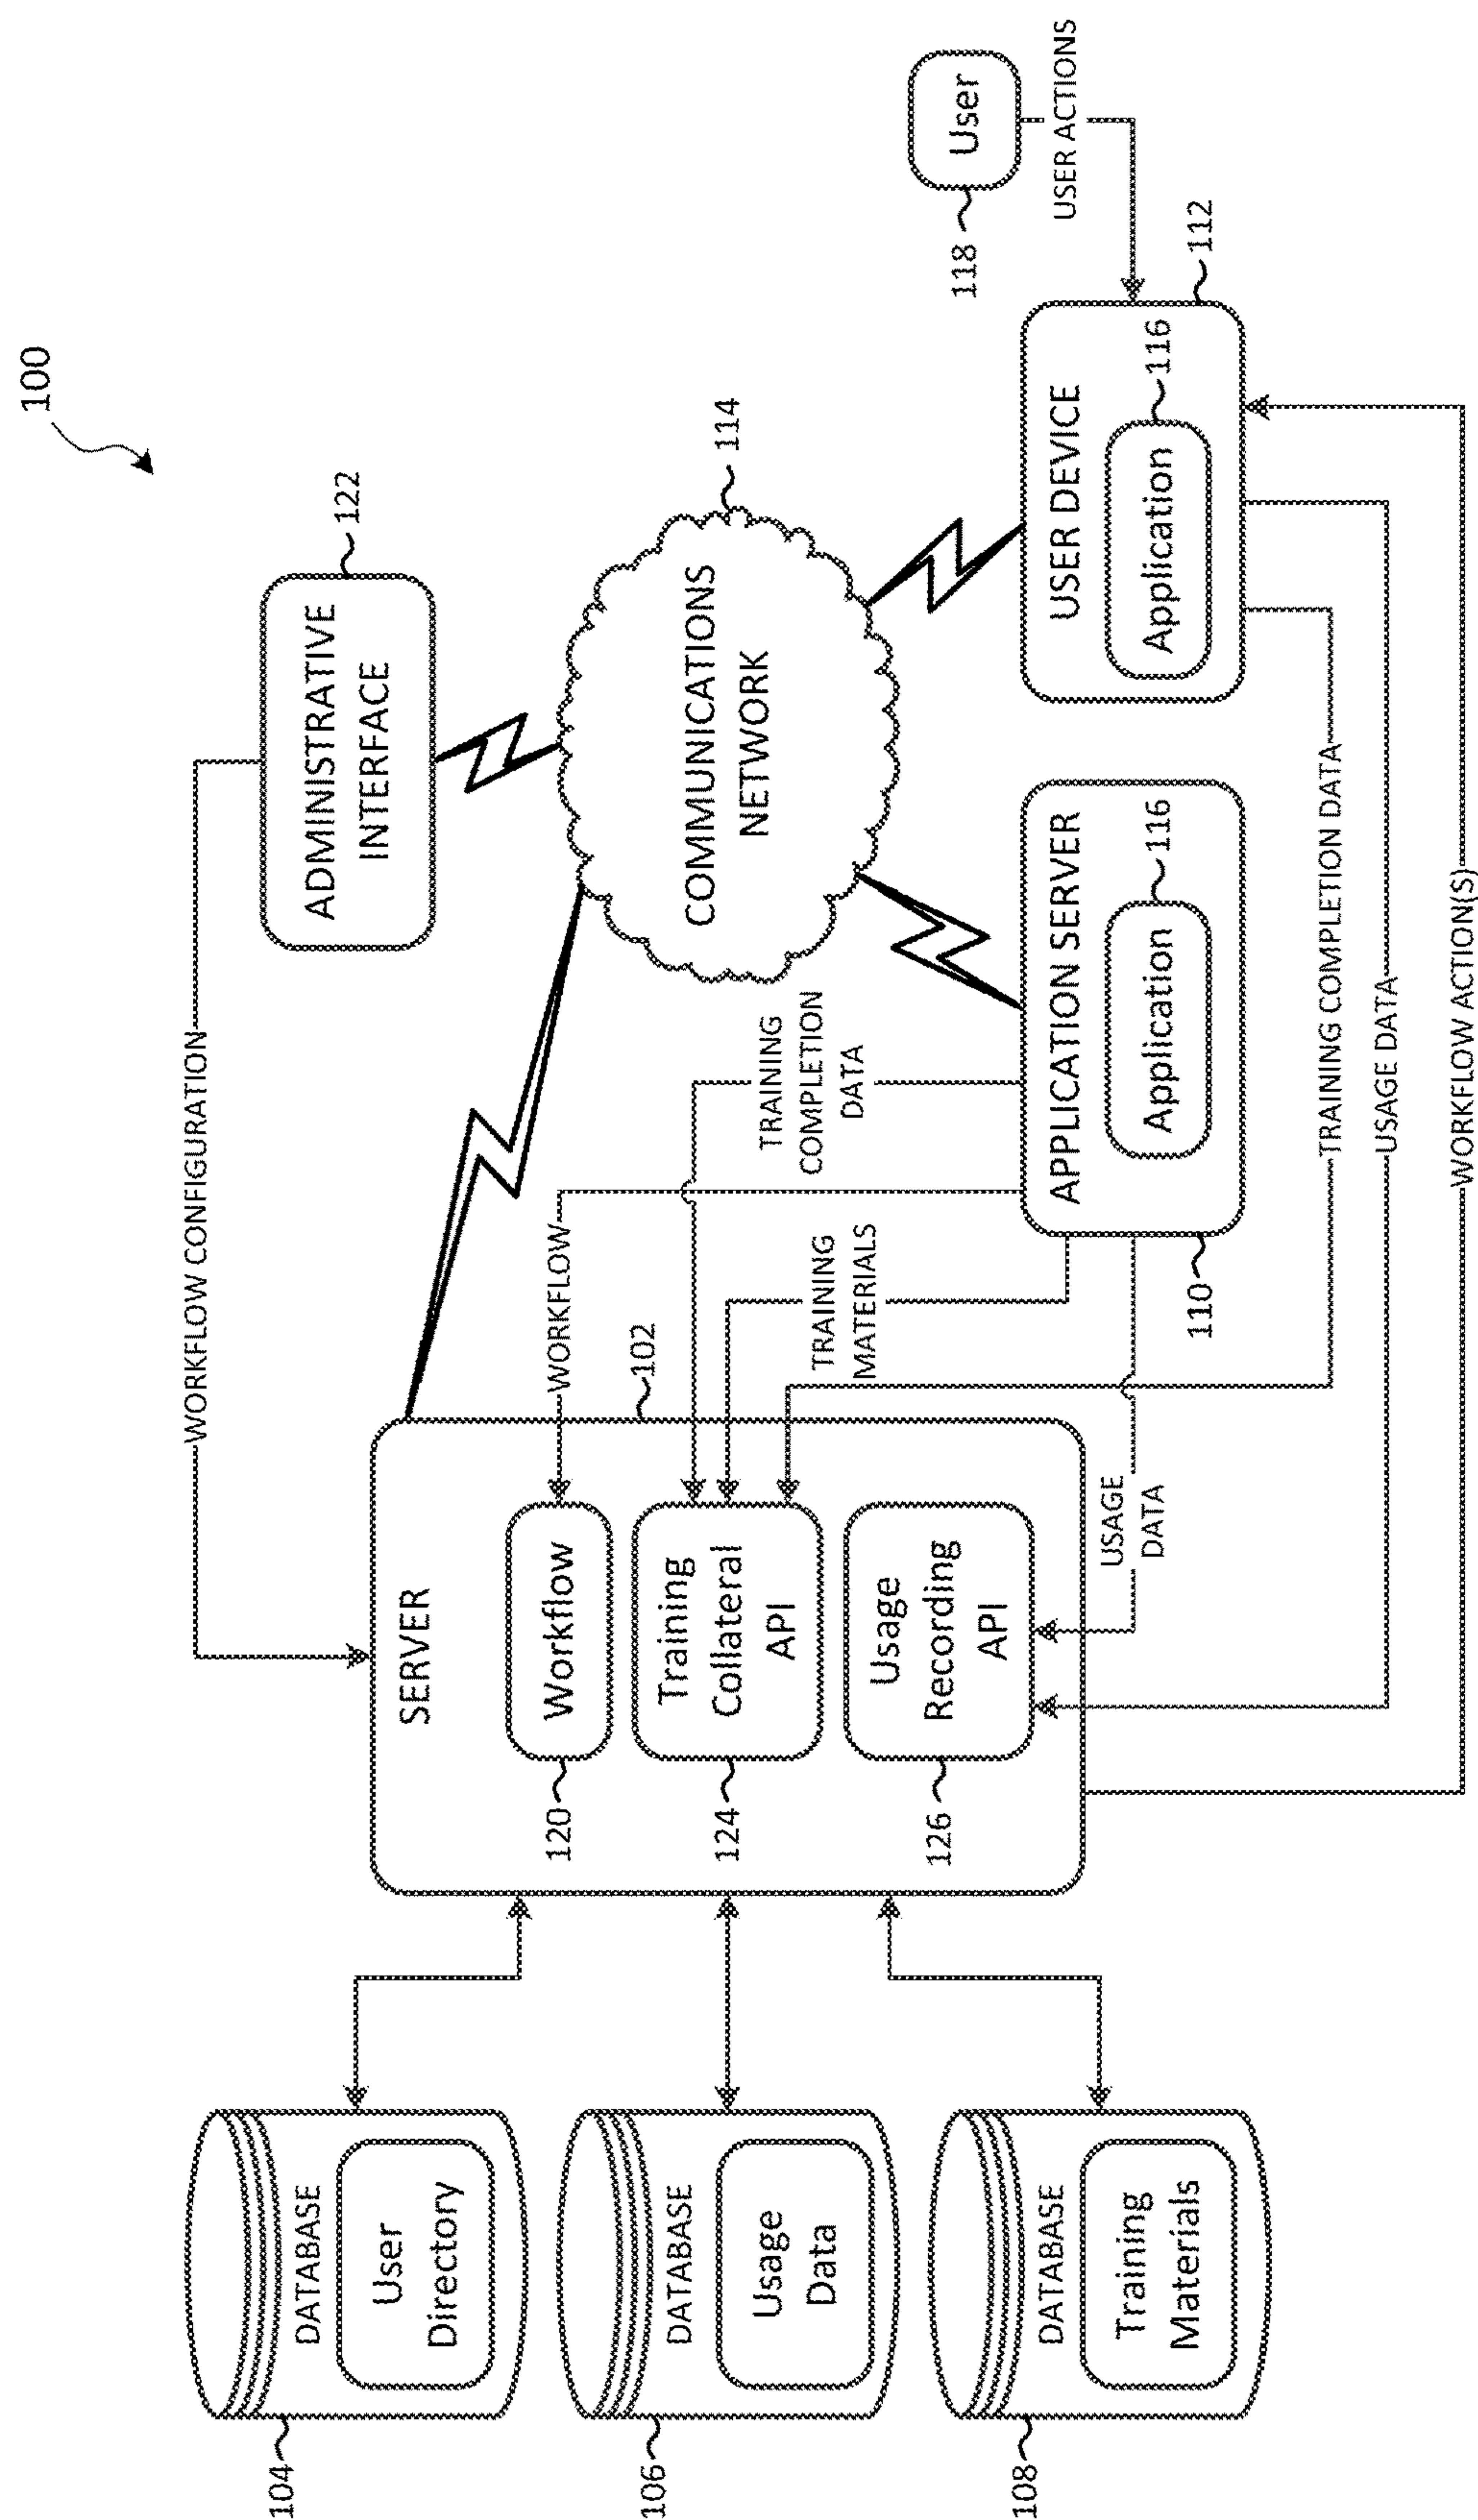 100
WORKFLOW CONFIGURATION
ADMINISTRATIVE
INTERFACE
122
104
DATABASE
User
Directory
106
DATABASE
Usage
Data
108
DATABASE
Training
Materials
SERVER
102
Workflow
120
Training
Collateral
API
124
Usage
Recording
API
126
WORKFLOW
TRAINING
COMPLETION
DATA
TRAINING
MATERIALS
USAGE
DATA
COMMUNICATIONS
NETWORK
114
APPLICATION SERVER
Application
116
110
USER DEVICE
Application
116
112
User
118
USER ACTIONS
TRAINING COMPLETION DATA
USAGE DATA
WORKFLOW ACTION(S)